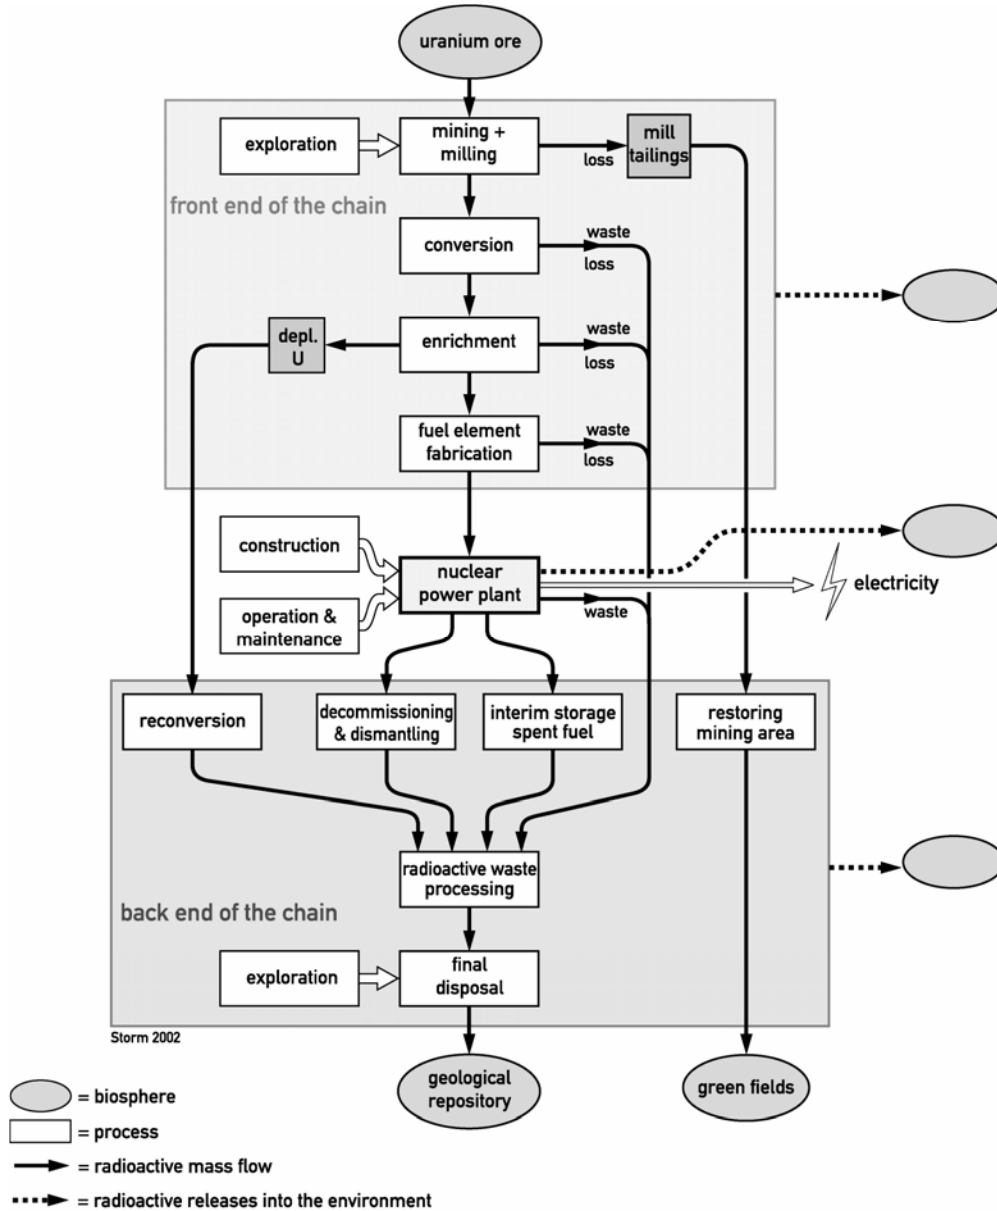 uranium ore
exploration
mining +
milling
loss
mill
tailings
front end of the chain
conversion
waste
loss
depl.
U
enrichment
waste
loss
fuel element
fabrication
waste
loss
construction
nuclear
power plant
electricity
operation &
maintenance
waste
reconversion
decommissioning
& dismantling
interim storage
spent fuel
restoring
mining area
radioactive waste
processing
back end of the chain
exploration
final
disposal
Storm 2002
geological
repository
green fields
= biosphere
= process
= radioactive mass flow
= radioactive releases into the environment